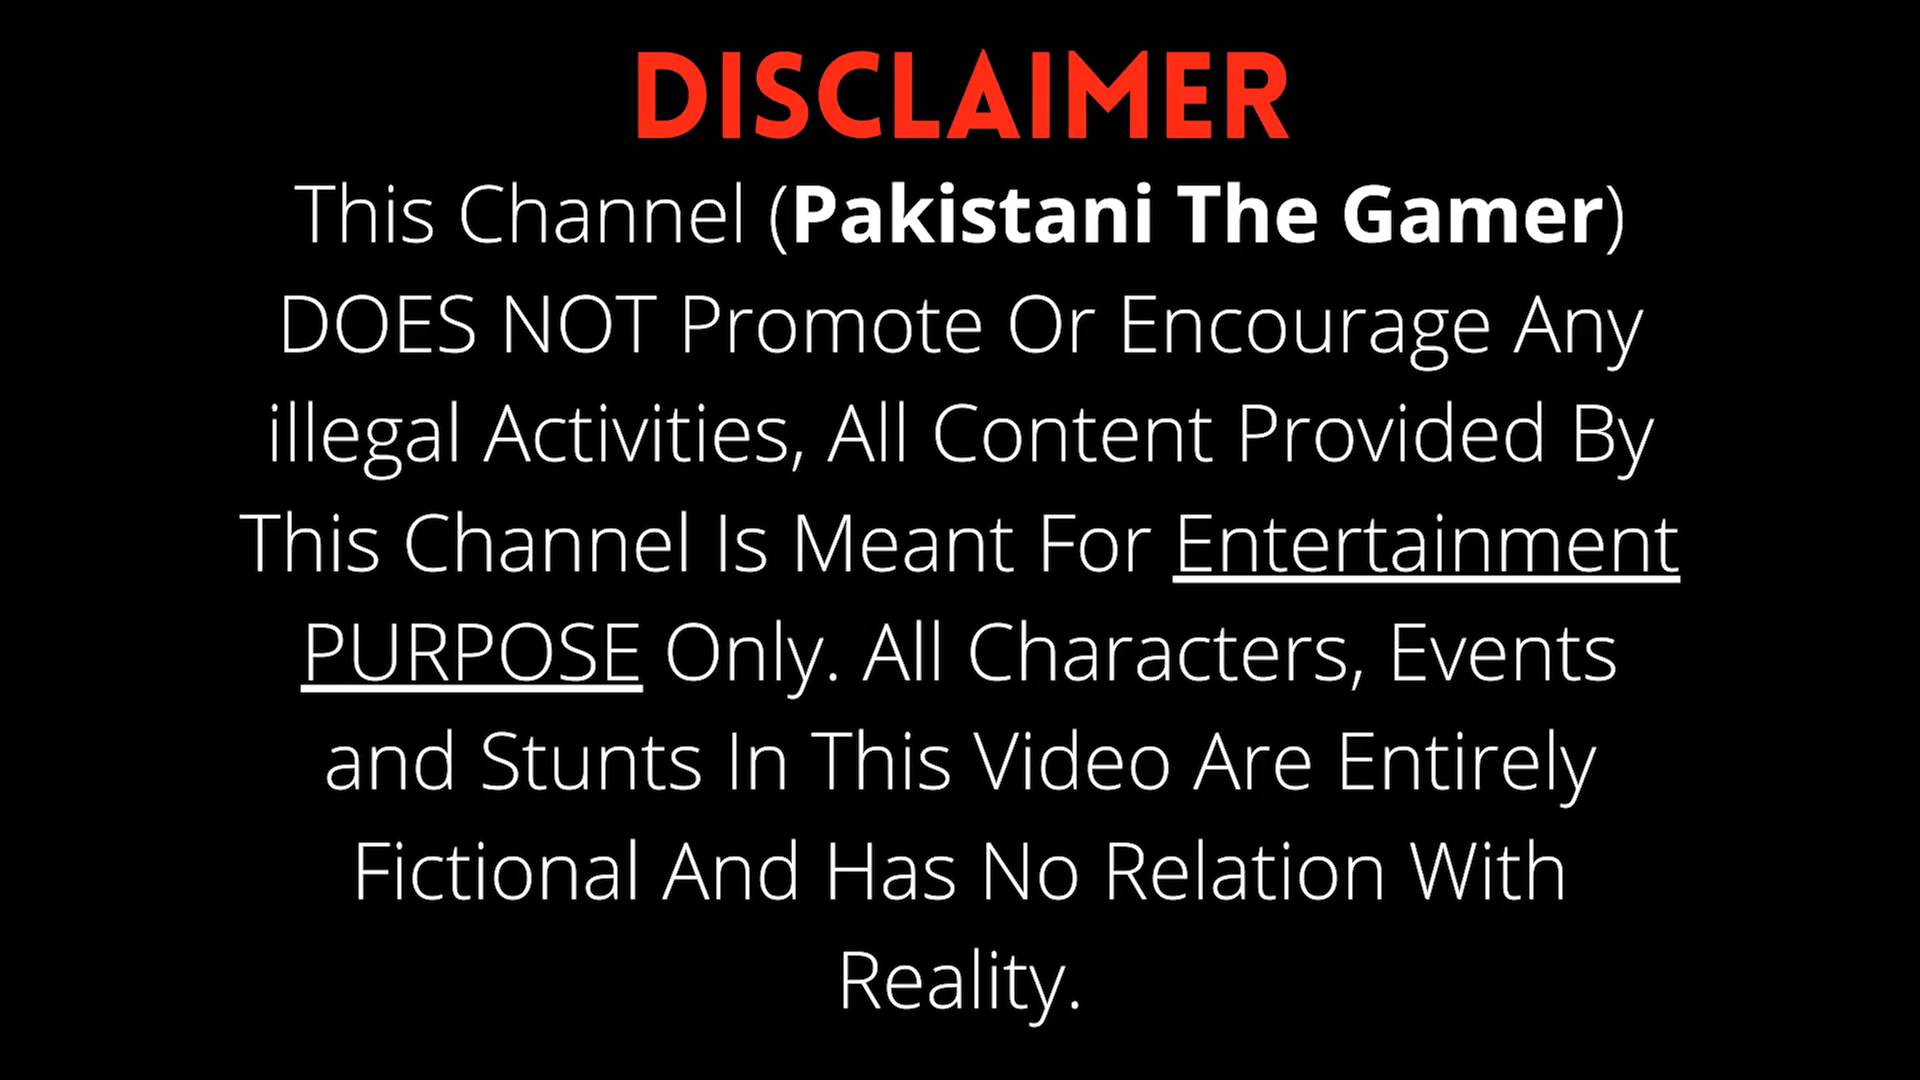 DISCLAIMER
This Channel (Pakistani The Gamer)
DOES NOT Promote Or Encourage Any
illegal Activities, All Content Provided By
This Channel Is Meant For Entertainment
PURPOSE Only. All Characters, Events
and Stunts In This Video Are Entirely
Fictional And Has No Relation With
Reality.